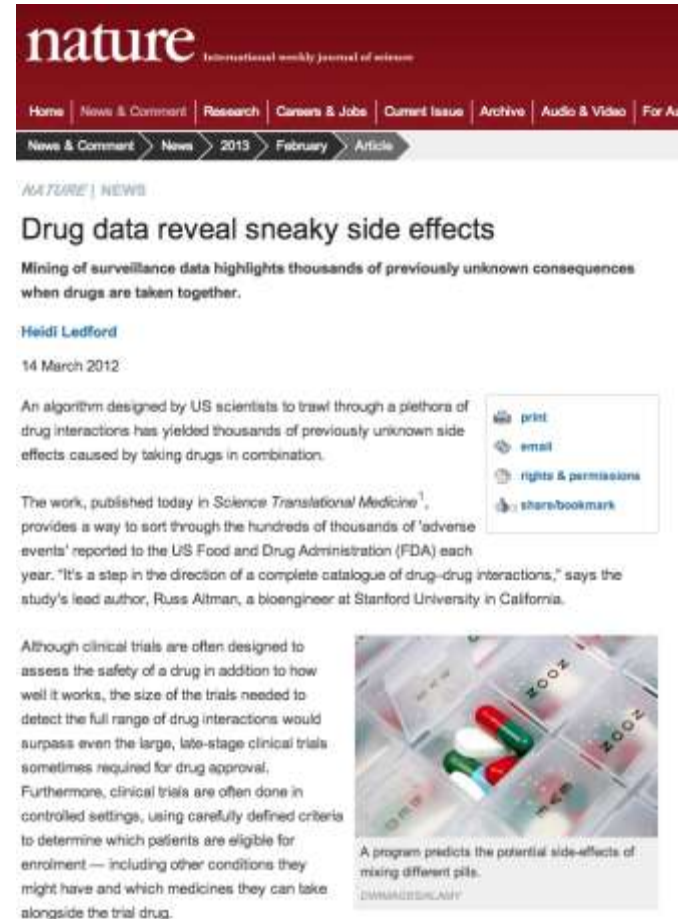 nature International weekly journal of science
Home | News & Comment | Research | Careers & Jobs | Current Issue | Archive | Audio & Video | For Au
News & Comment News 2013 February Article
NATURE | NEWS
Drug data reveal sneaky side effects
Mining of surveillance data highlights thousands of previously unknown consequences
when drugs are taken together.
Heidi Ledford
14 March 2012
An algorithm designed by US scientists to trawl through a plethora of
drug interactions has yielded thousands of previously unknown side
effects caused by taking drugs in combination.
print
email
rights & permissions
share/bookmark
The work, published today in Science Translational Medicine1,
provides a way to sort through the hundreds of thousands of 'adverse
events' reported to the US Food and Drug Administration (FDA) each
year. "It's a step in the direction of a complete catalogue of drug–drug interactions," says the
study's lead author, Russ Altman, a bioengineer at Stanford University in California.
Although clinical trials are often designed to
assess the safety of a drug in addition to how
well it works, the size of the trials needed to
detect the full range of drug interactions would
surpass even the large, late-stage clinical trials
sometimes required for drug approval.
Furthermore, clinical trials are often done in
controlled settings, using carefully defined criteria
to determine which patients are eligible for
enrolment — including other conditions they
might have and which medicines they can take
alongside the trial drug.
NOON
NOON
EVE
A program predicts the potential side-effects of
mixing different pills.